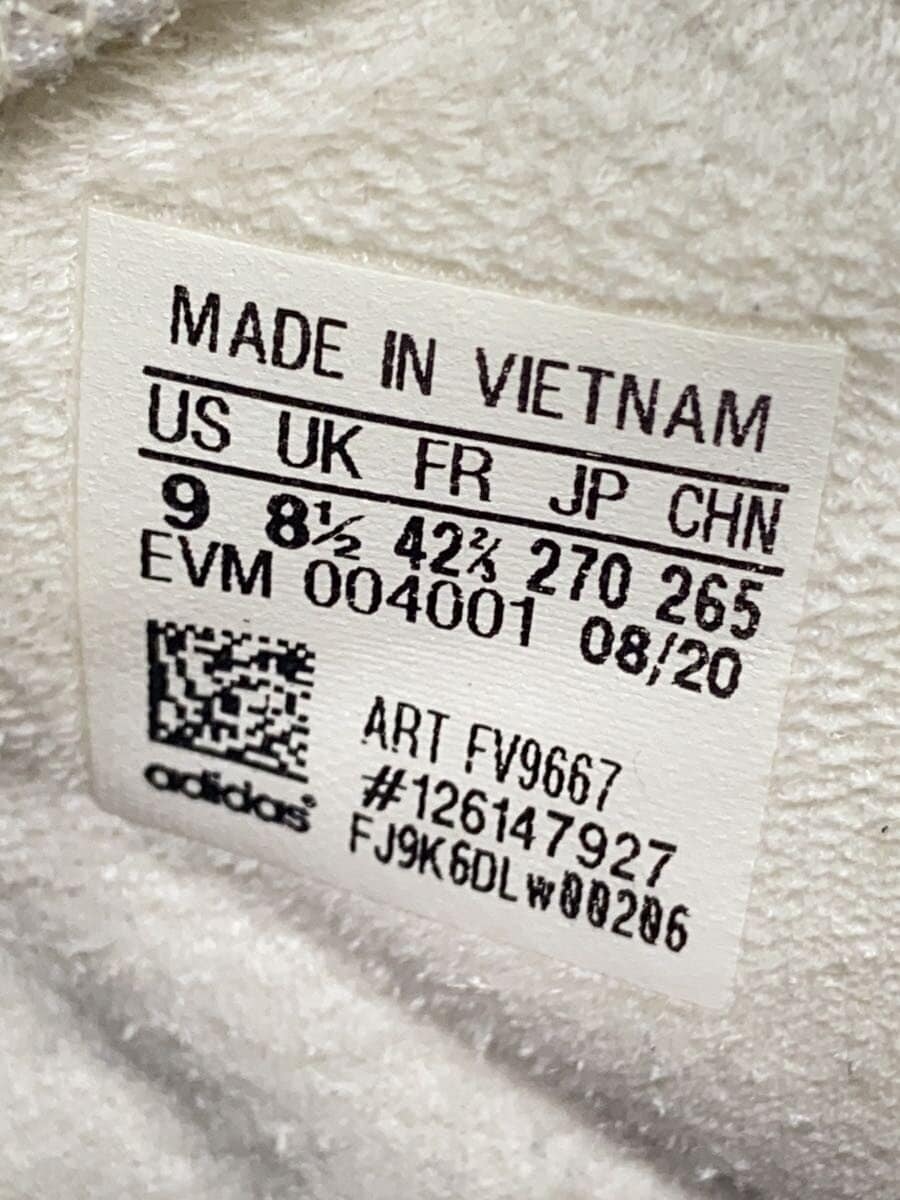 MADE IN VIETNAM
US UK FR JP CHN
9 8½ 42⅔ 270 265
EVM 004001 08/20
ART FV9667
#126147927
FJ9K6DLw00206
adidas